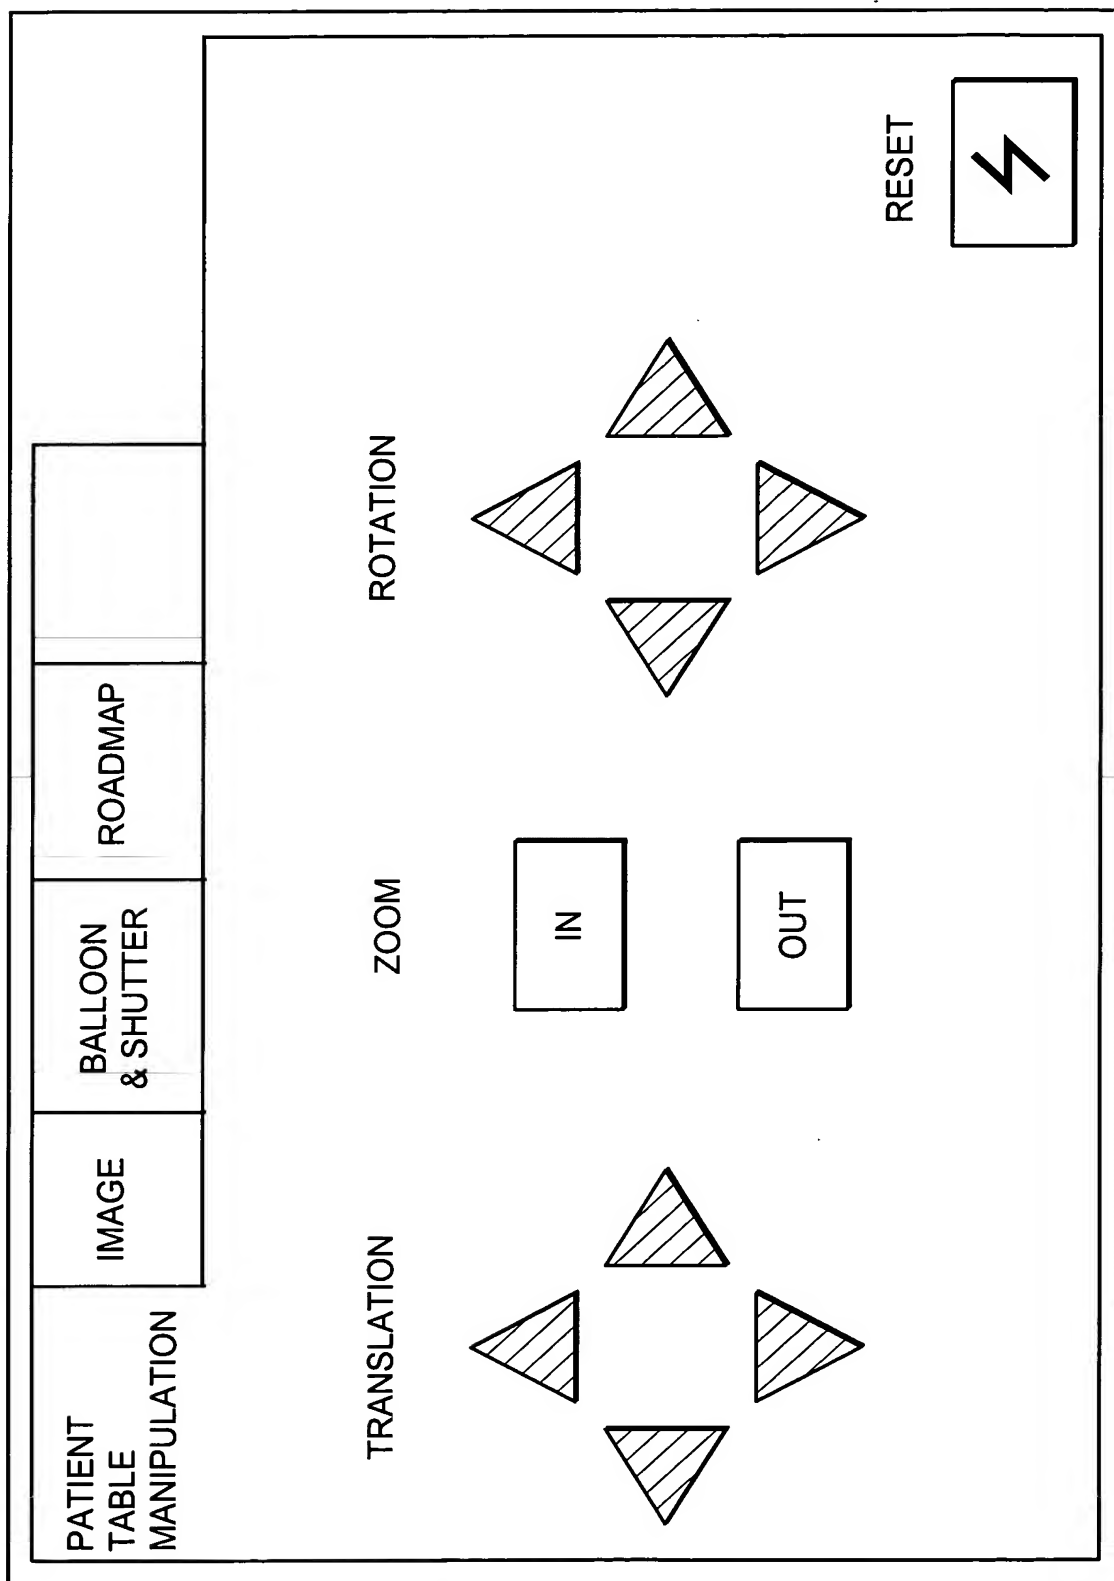 PATIENT
TABLE
MANIPULATION
IMAGE
BALLOON
& SHUTTER
ROADMAP
TRANSLATION
ZOOM
ROTATION
IN
OUT
RESET